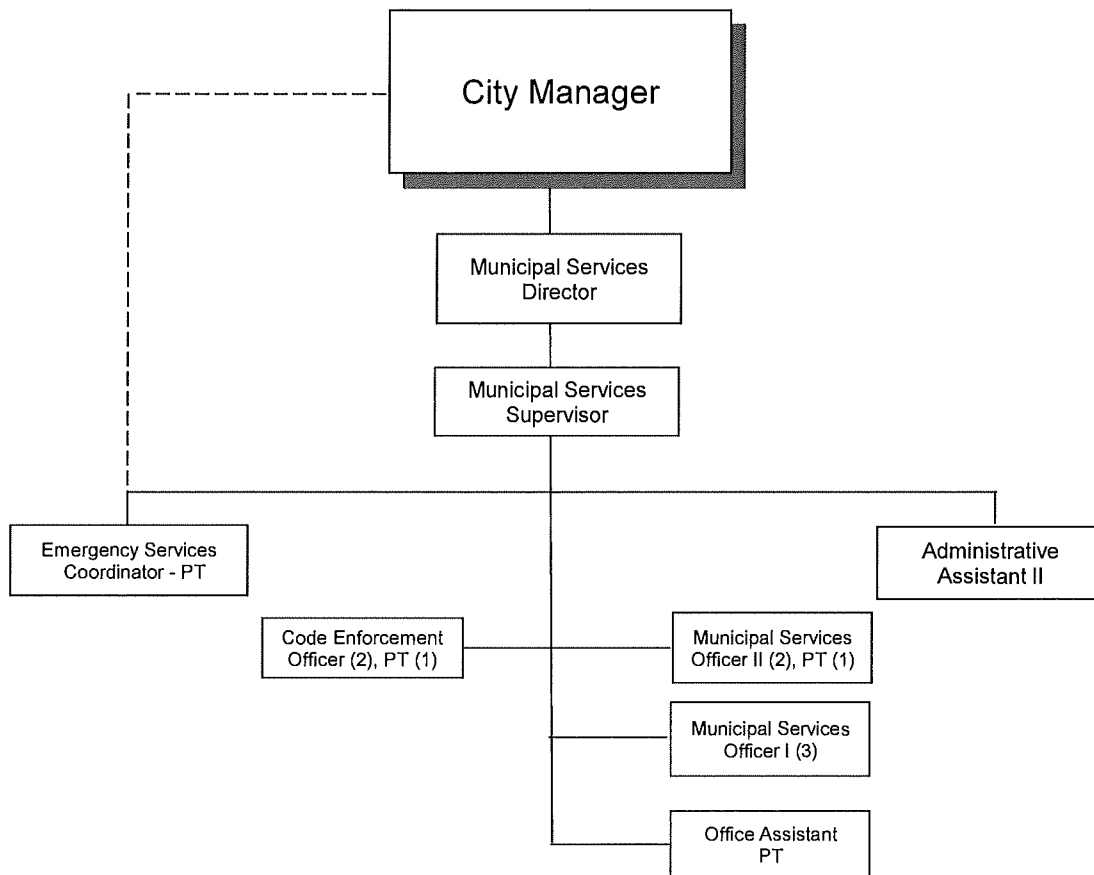 City Manager
Municipal Services
Director
Municipal Services
Supervisor
Emergency Services
Coordinator - PT
Administrative
Assistant II
Code Enforcement
Officer (2), PT (1)
Municipal Services
Officer II (2), PT (1)
Municipal Services
Officer I (3)
Office Assistant
PT